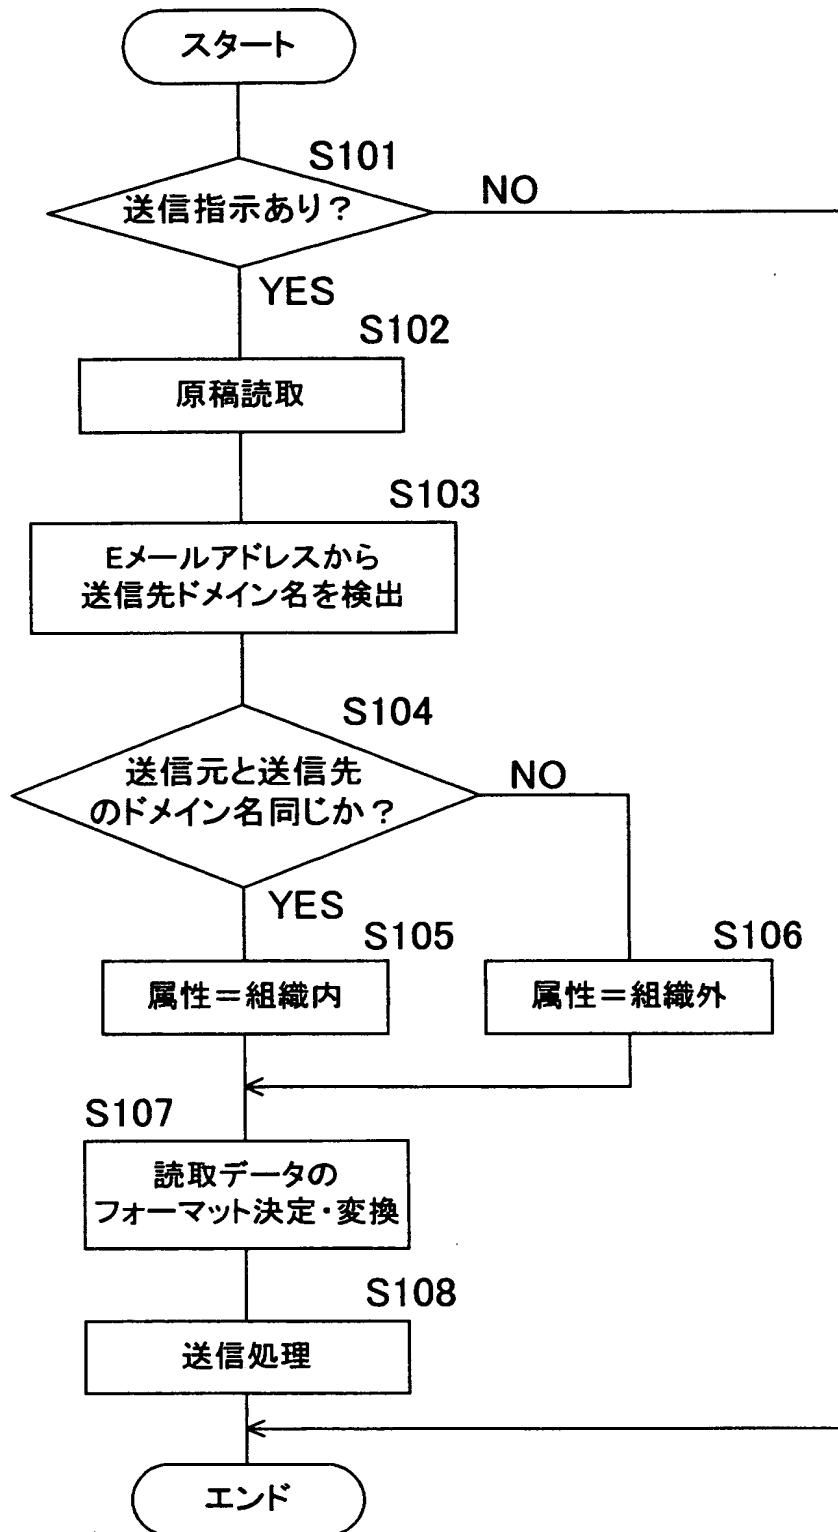 スタート
S101
送信指示あり？
NO
YES
S102
原稿読取
S103
Eメールアドレスから
送信先ドメイン名を検出
S104
送信元と送信先
のドメイン名同じか？
NO
YES
S105
属性＝組織内
S106
属性＝組織外
S107
読取データの
フォーマット決定・変換
S108
送信処理
エンド